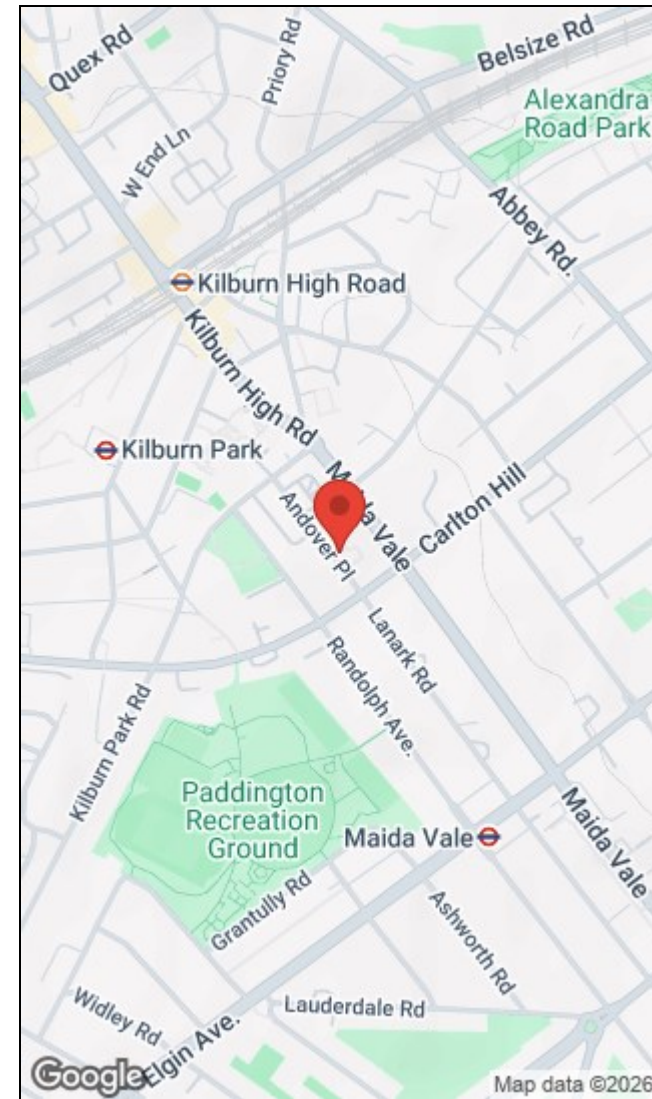 Quex Rd
Priory Rd
Belsize Rd
Alexandra
Road Park
W End Ln
Abbey Rd.
Kilburn High Road
Kilburn High Rd
Kilburn Park
Maida Vale
Carlton Hill
Andover Pl
Lanark Rd
Randolph Ave.
Kilburn Park Rd
Paddington
Recreation
Ground
Maida Vale
Maida Vale
Grantully Rd
Ashworth Rd
Widley Rd
Lauderdale Rd
Elgin Ave.
Google
Map data ©2026